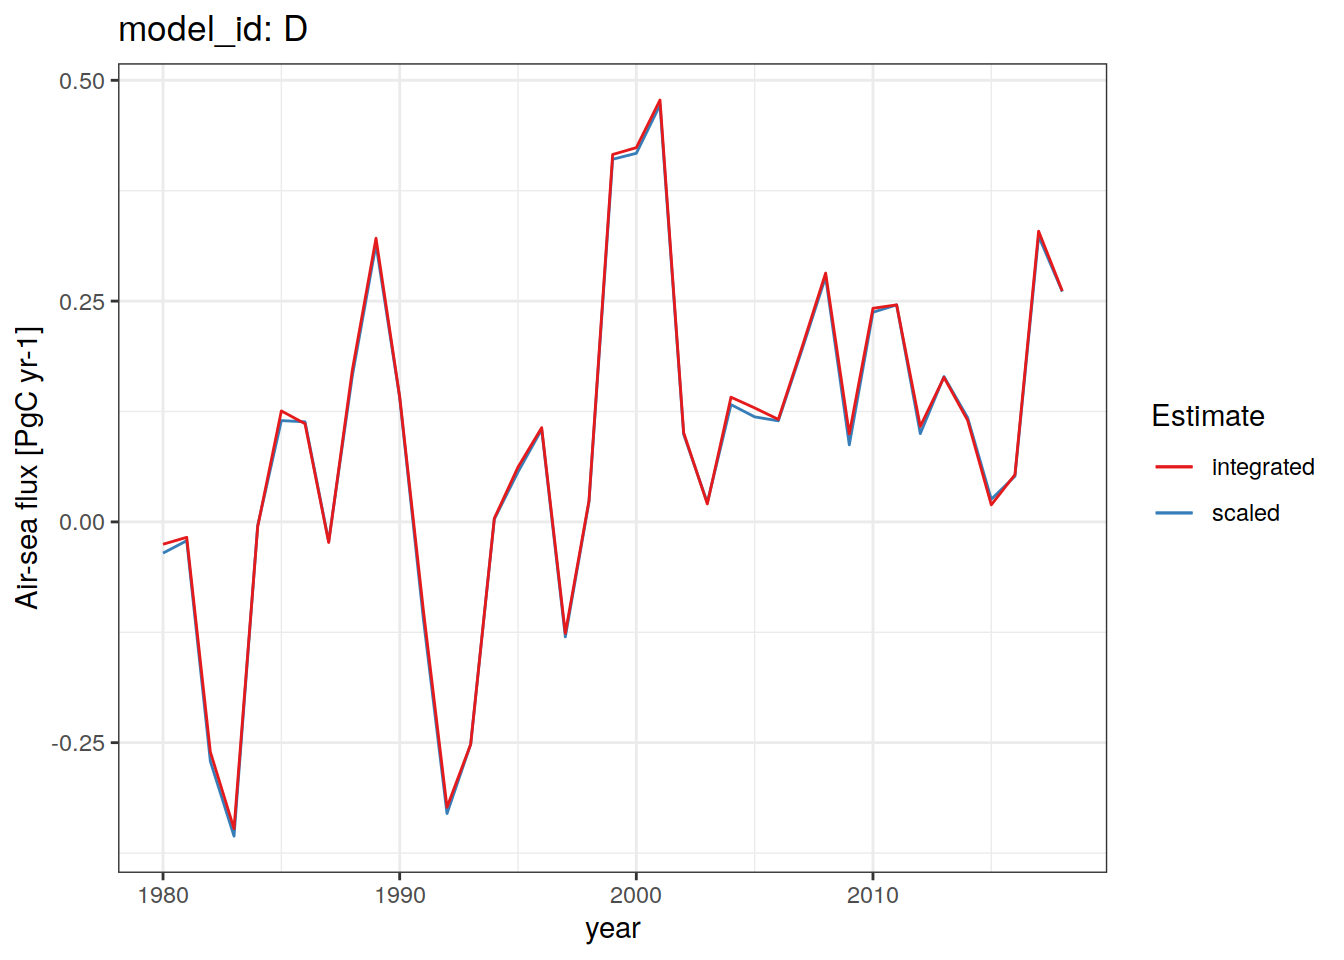 model_id: D
0.50
0.25
0.00
-0.25
Air-sea flux [PgC yr-1]
1980 1990 2000 2010
year
Estimate
integrated
scaled